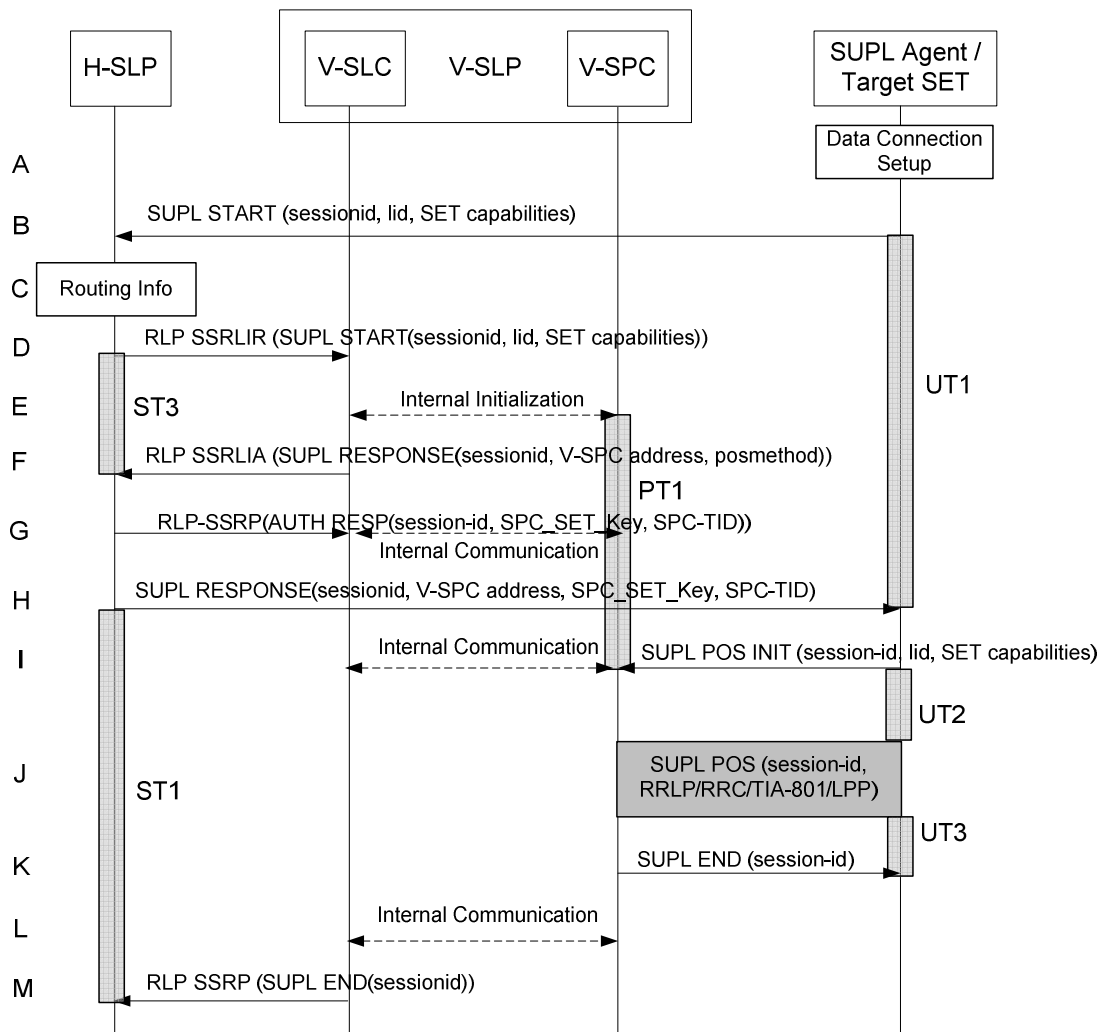 H-SLP
V-SLC
V-SLP
V-SPC
SUPL Agent /
Target SET
Data Connection
Setup
A
B
SUPL START (sessionid, lid, SET capabilities)
C
Routing Info
D
RLP SSRLIR (SUPL START(sessionid, lid, SET capabilities))
UT1
E
ST3
Internal Initialization
F
RLP SSRLIA (SUPL RESPONSE(sessionid, V-SPC address, posmethod))
PT1
G
RLP-SSRP(AUTH RESP(session-id, SPC_SET_Key, SPC-TID))
Internal Communication
H
SUPL RESPONSE(sessionid, V-SPC address, SPC_SET_Key, SPC-TID)
I
Internal Communication
SUPL POS INIT (session-id, lid, SET capabilities)
UT2
J
ST1
SUPL POS (session-id,
RRLP/RRC/TIA-801/LPP)
UT3
K
SUPL END (session-id)
L
Internal Communication
M
RLP SSRP (SUPL END(sessionid))